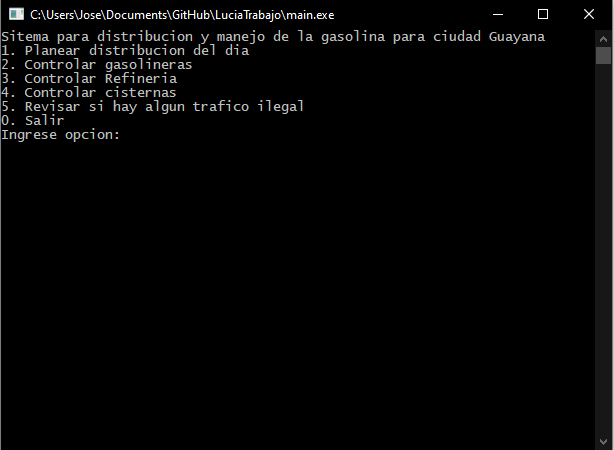 C:\Users\Jose\Documents\GitHub\LuciaTrabajo\main.exe
Sitema para distribucion y manejo de la gasolina para ciudad Guayana
1. Planear distribucion del dia
2. Controlar gasolineras
3. Controlar Refineria
4. Controlar cisternas
5. Revisar si hay algun trafico ilegal
0. Salir
Ingrese opcion: